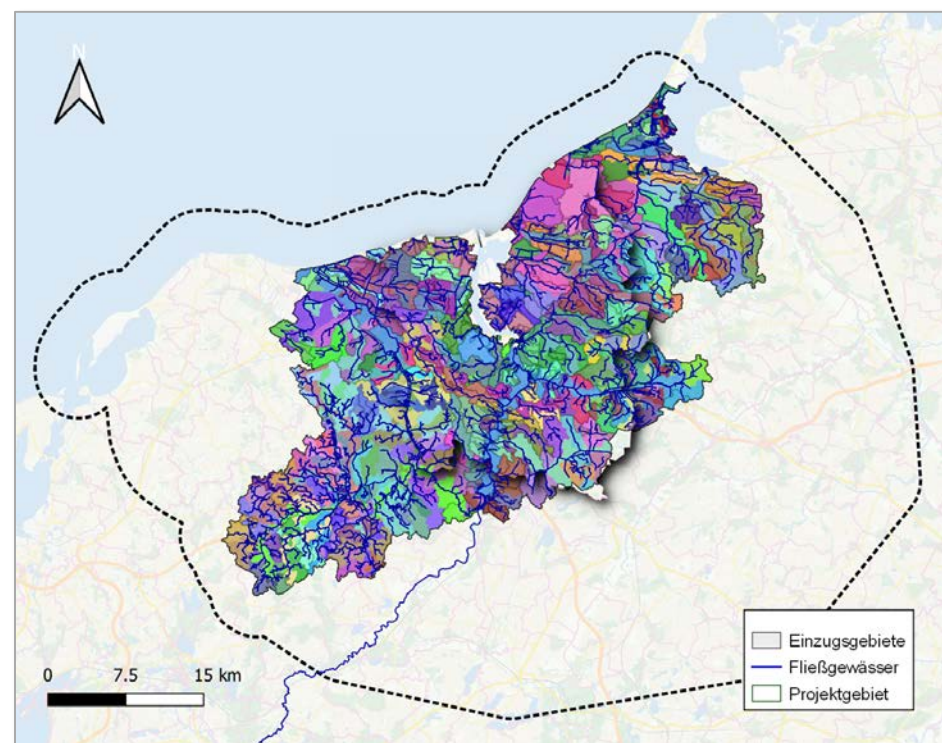 N
Einzugsgebiete
Fließgewässer
Projektgebiet
0 7.5 15 km